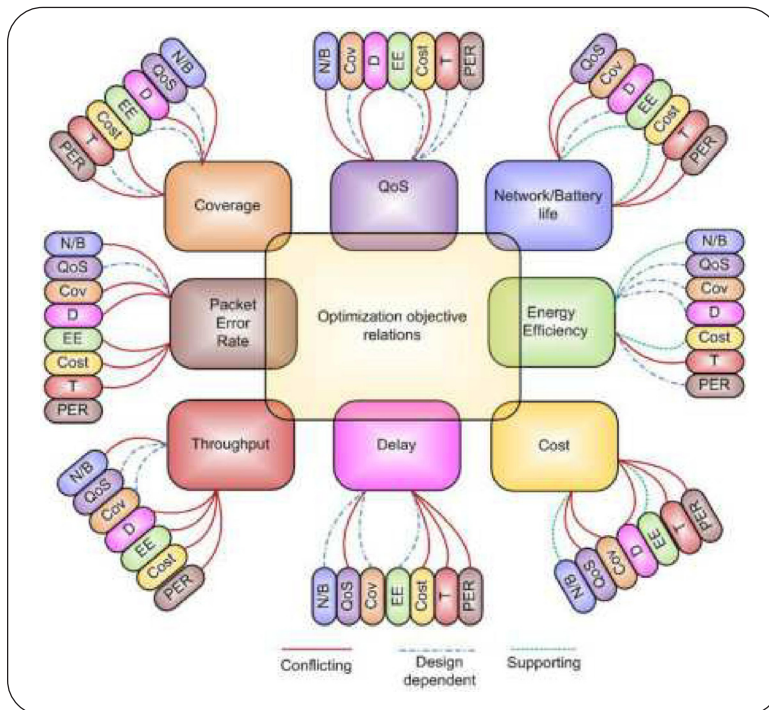 N/B
QoS
D
EE
Cost
T
PER
Coverage
N/B
Cov
D
EE
Cost
T
PER
QoS
QoS
Cov
D
EE
Cost
T
PER
Network/Battery
life
N/B
QoS
Cov
D
EE
Cost
T
PER
Packet
Error
Rate
Optimization objective
relations
Energy
Efficiency
N/B
QoS
Cov
D
Cost
T
PER
Throughput
N/B
QoS
Cov
D
EE
Cost
PER
Delay
N/B
QoS
Cov
EE
Cost
T
PER
Cost
N/B
QoS
Cov
D
EE
T
PER
Conflicting
Design
dependent
Supporting